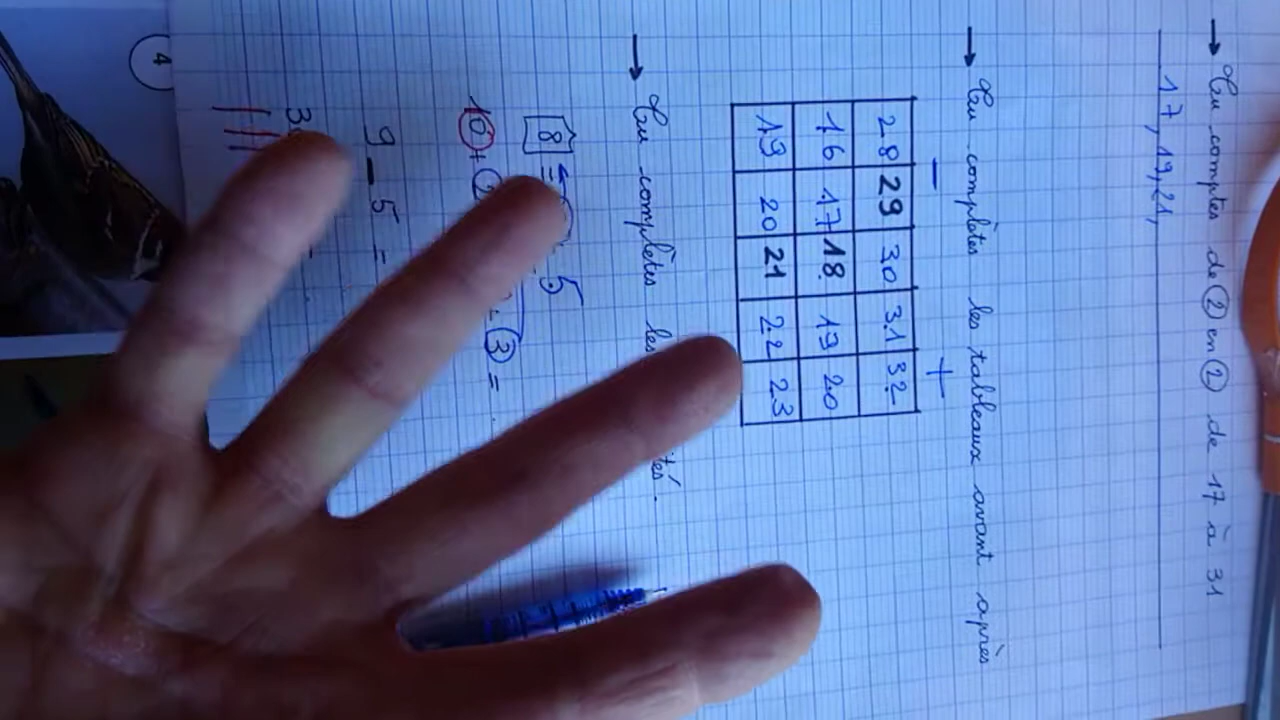 → Tu comptes de 2 en 2 de 17 à 31
17, 19, 21,
→ Tu complètes les tableaux avant après
− +
28 29 30 31 32
16 17 18 19 20
19 20 21 22 23
→ Tu complètes les
8 = 5
10 + 3 =
9 - 5 =
4